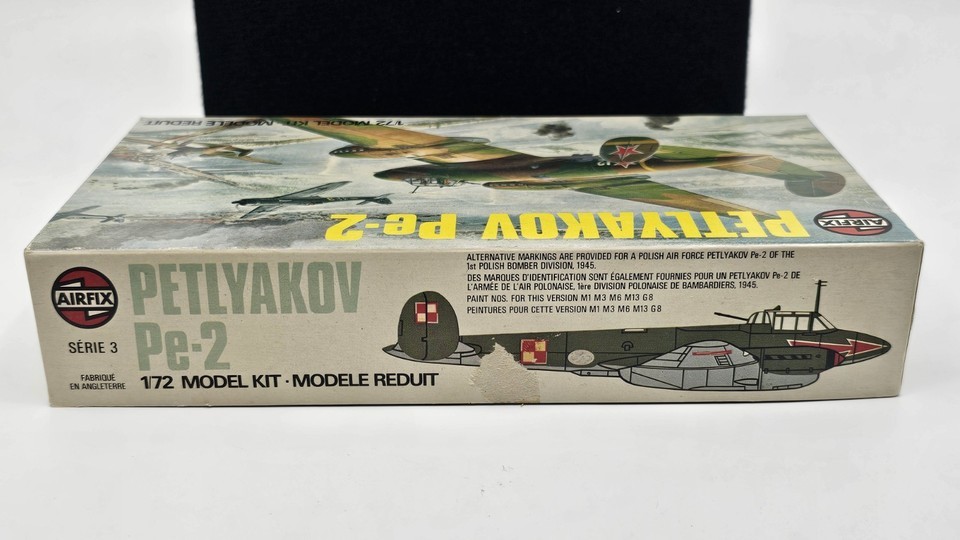 1/72 MODEL KIT · MODELE REDUIT
PETLYAKOV Pe-2
AIRFIX
AIRFIX
SÉRIE 3
FABRIQUÉ
EN ANGLETERRE
PETLYAKOV
Pe-2
1/72 MODEL KIT · MODELE REDUIT
ALTERNATIVE MARKINGS ARE PROVIDED FOR A POLISH AIR FORCE PETLYAKOV Pe-2 OF THE
1st POLISH BOMBER DIVISION, 1945.
DES MARQUES D'IDENTIFICATION SONT ÉGALEMENT FOURNIES POUR UN PETLYAKOV Pe-2 DE
L'ARMÉE DE L'AIR POLONAISE, 1ère DIVISION POLONAISE DE BAMBARDIERS, 1945.
PAINT NOS. FOR THIS VERSION M1 M3 M6 M13 G8
PEINTURES POUR CETTE VERSION M1 M3 M6 M13 G8